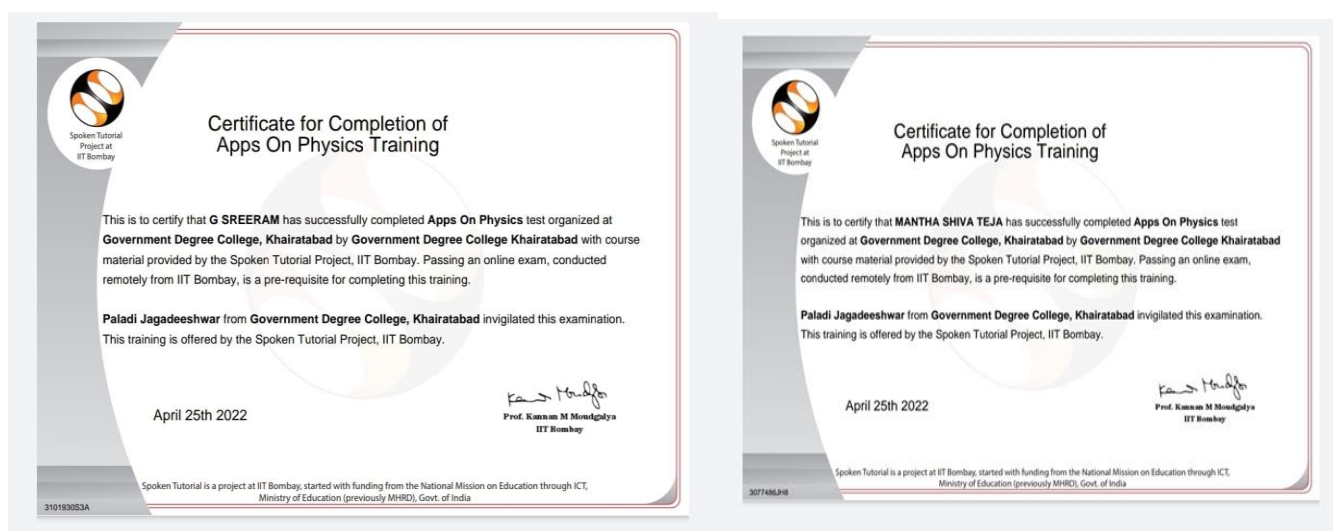 Spoken Tutorial
Project at
IIT Bombay
Certificate for Completion of
Apps On Physics Training
This is to certify that G SREERAM has successfully completed Apps On Physics test organized at
Government Degree College, Khairatabad by Government Degree College Khairatabad with course
material provided by the Spoken Tutorial Project, IIT Bombay. Passing an online exam, conducted
remotely from IIT Bombay, is a pre-requisite for completing this training.
Paladi Jagadeeshwar from Government Degree College, Khairatabad invigilated this examination.
This training is offered by the Spoken Tutorial Project, IIT Bombay.
April 25th 2022
Prof. Kannan M Moudgalya
IIT Bombay
Spoken Tutorial is a project at IIT Bombay, started with funding from the National Mission on Education through ICT,
Ministry of Education (previously MHRD), Govt. of India
3101930S3A
Spoken Tutorial
Project at
IIT Bombay
Certificate for Completion of
Apps On Physics Training
This is to certify that MANTHA SHIVA TEJA has successfully completed Apps On Physics test
organized at Government Degree College, Khairatabad by Government Degree College Khairatabad
with course material provided by the Spoken Tutorial Project, IIT Bombay. Passing an online exam,
conducted remotely from IIT Bombay, is a pre-requisite for completing this training.
Paladi Jagadeeshwar from Government Degree College, Khairatabad invigilated this examination.
This training is offered by the Spoken Tutorial Project, IIT Bombay.
April 25th 2022
Prof. Kannan M Moudgalya
IIT Bombay
Spoken Tutorial is a project at IIT Bombay, started with funding from the National Mission on Education through ICT,
Ministry of Education (previously MHRD), Govt. of India
3077486JH8